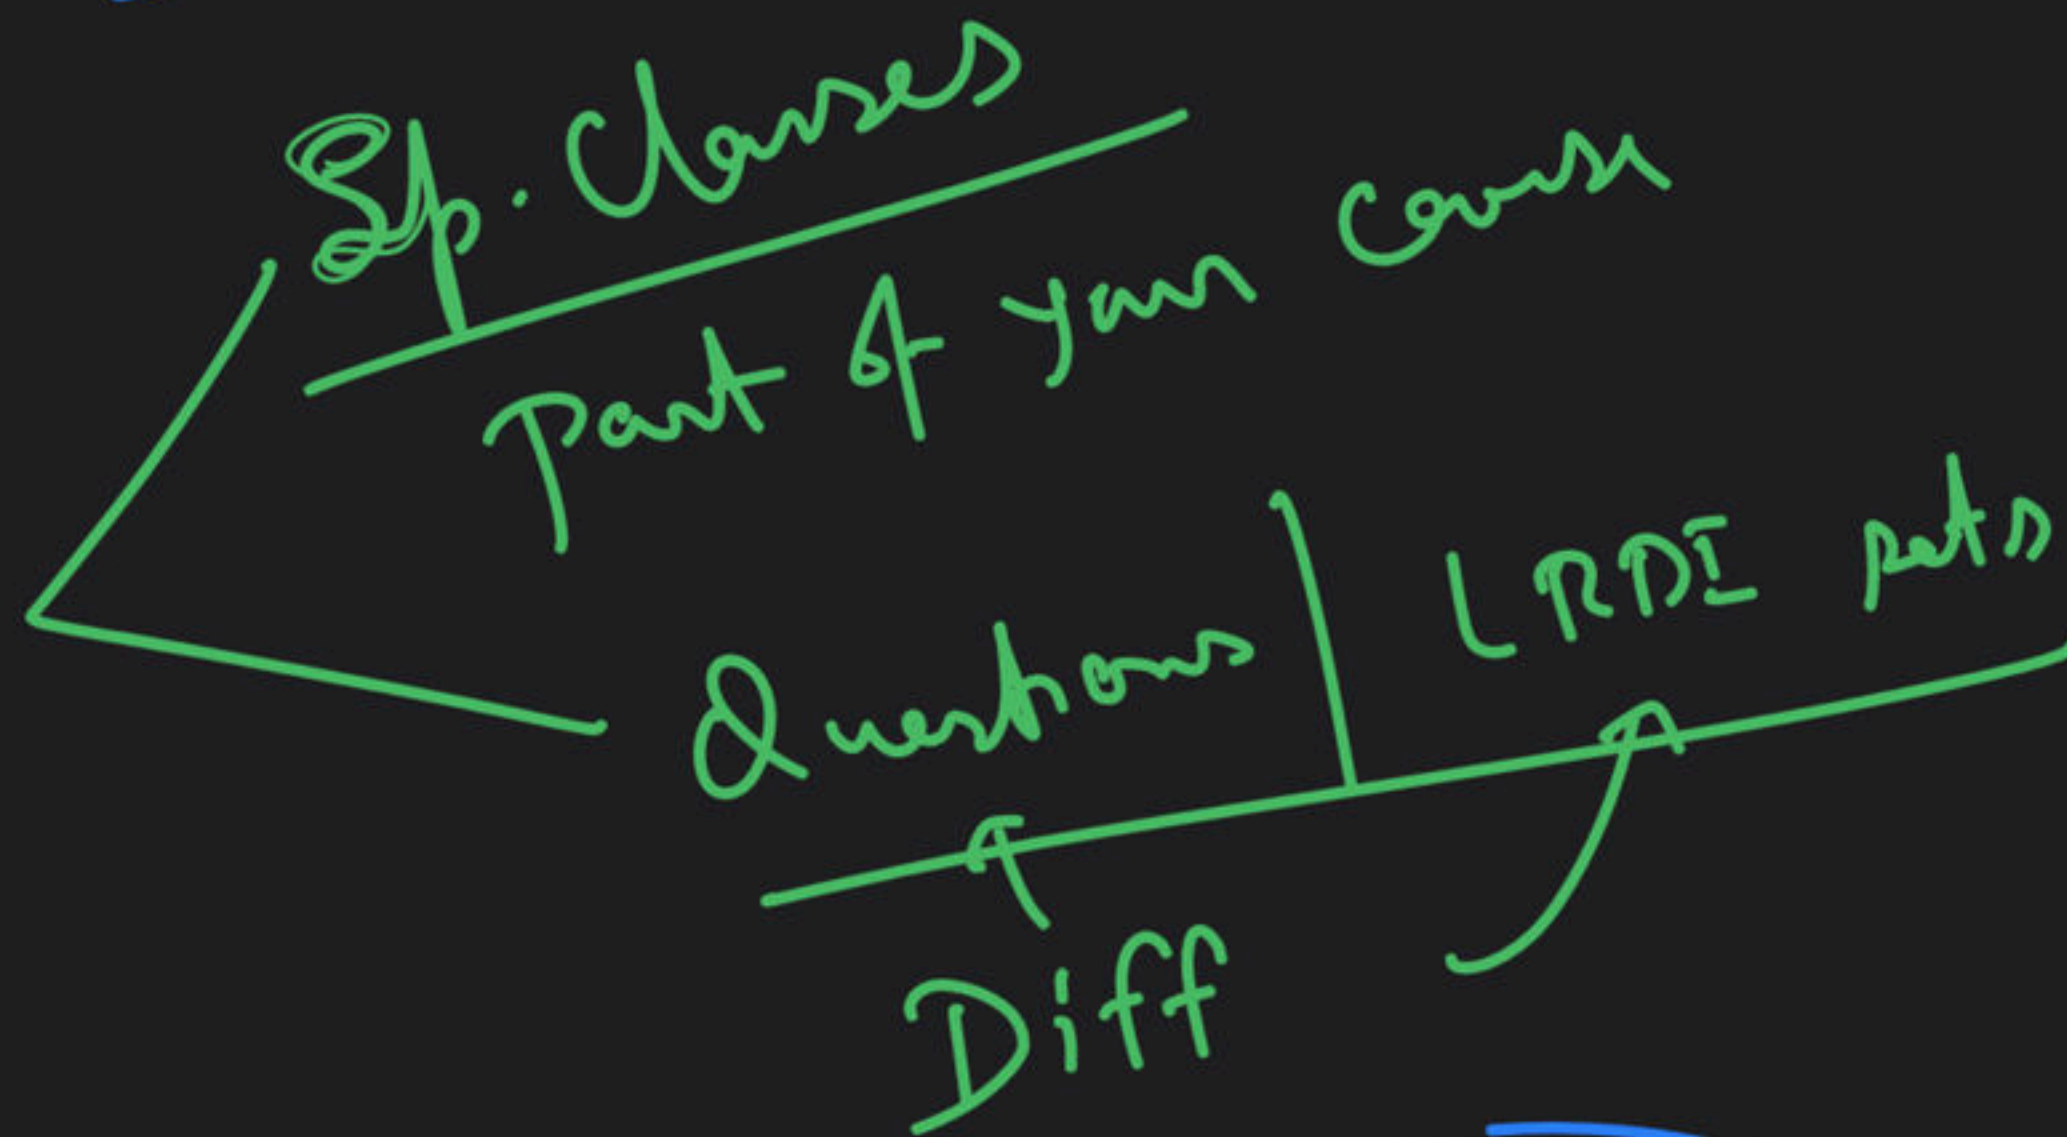 Sp. Classes
Part of your course
Questions | LRDI sets
Diff